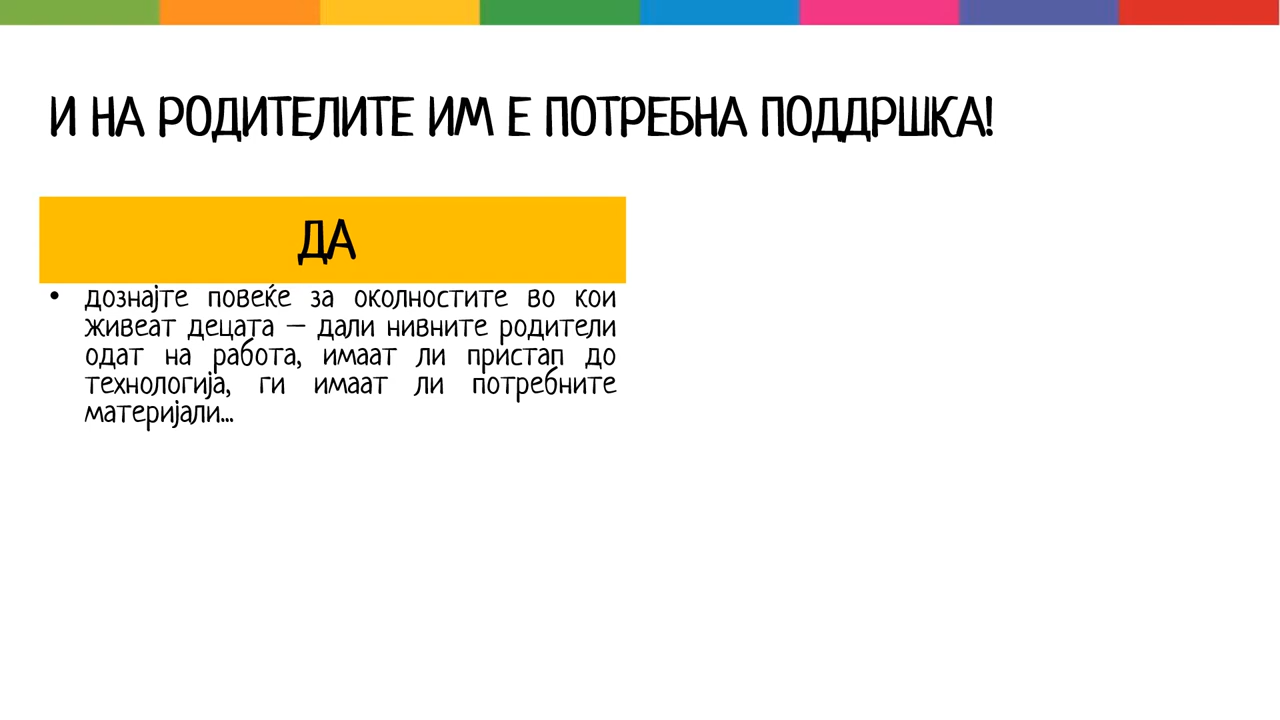 И НА РОДИТЕЛИТЕ ИМ Е ПОТРЕБНА ПОДДРШКА!
ДА
• дознајте повеќе за околностите во кои
живеат децата – дали нивните родители
одат на работа, имаат ли пристап до
технологија, ги имаат ли потребните
материјали...